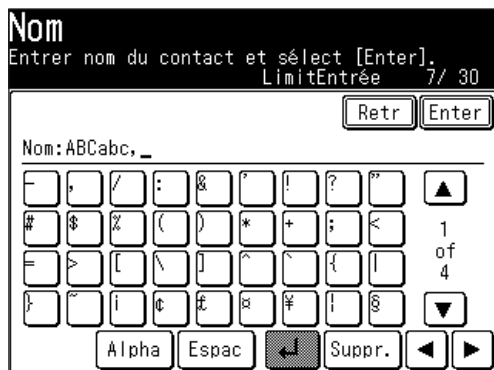 Nom
Entrer nom du contact et sélect [Enter].
LimitEntrée 7/ 30
Retr Enter
Nom:ABCabc,_
- , / : & ' ! ? "
# $ % ( ) * + ; <
= > [ \ ] ^ ` { |
} ~ ¡ ¢ £ ¤ ¥ ¦ §
1
of
4
Alpha Espac Suppr.